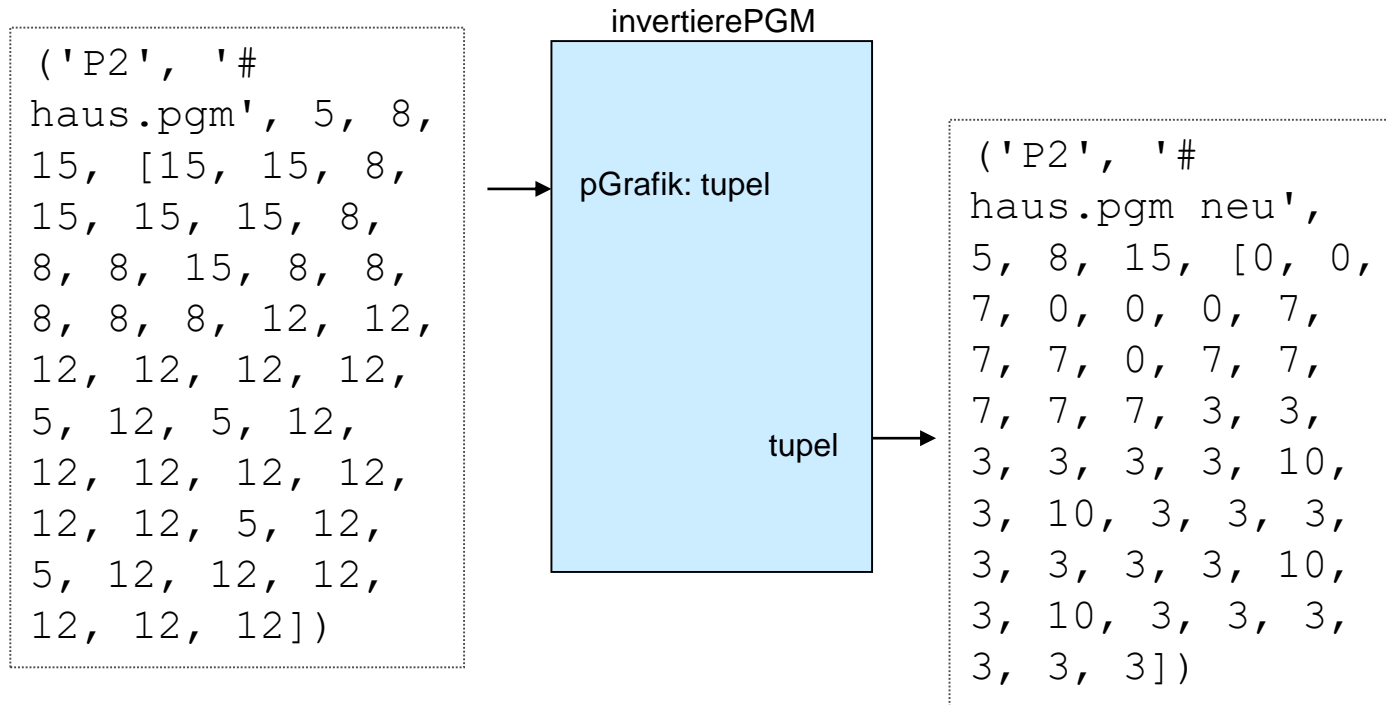 invertierePGM
('P2', '#
haus.pgm', 5, 8,
15, [15, 15, 8,
15, 15, 15, 8,
8, 8, 15, 8, 8,
8, 8, 8, 12, 12,
12, 12, 12, 12,
5, 12, 5, 12,
12, 12, 12, 12,
12, 12, 5, 12,
5, 12, 12, 12,
12, 12, 12])
pGrafik: tupel
tupel
('P2', '#
haus.pgm neu',
5, 8, 15, [0, 0,
7, 0, 0, 0, 7,
7, 7, 0, 7, 7,
7, 7, 7, 3, 3,
3, 3, 3, 3, 10,
3, 10, 3, 3, 3,
3, 3, 3, 3, 10,
3, 10, 3, 3, 3,
3, 3, 3])